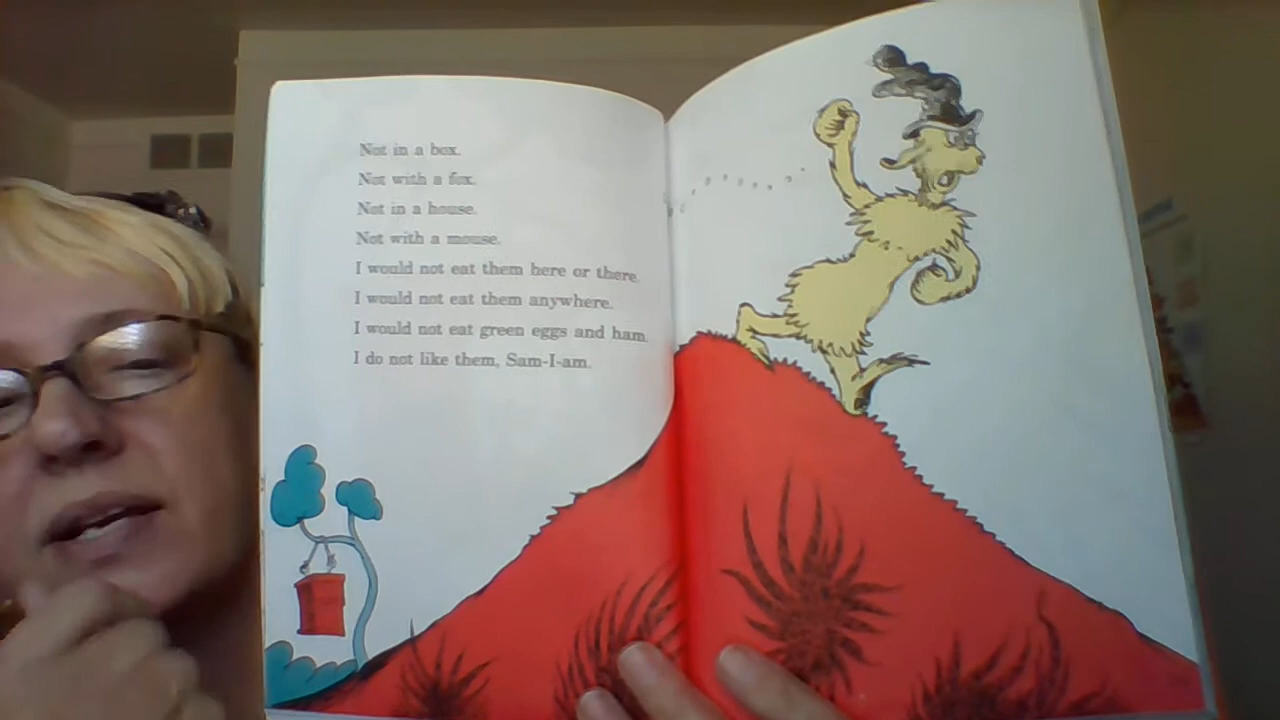 Not in a box.
Not with a fox.
Not in a house.
Not with a mouse.
I would not eat them here or there.
I would not eat them anywhere.
I would not eat green eggs and ham.
I do not like them, Sam-I-am.